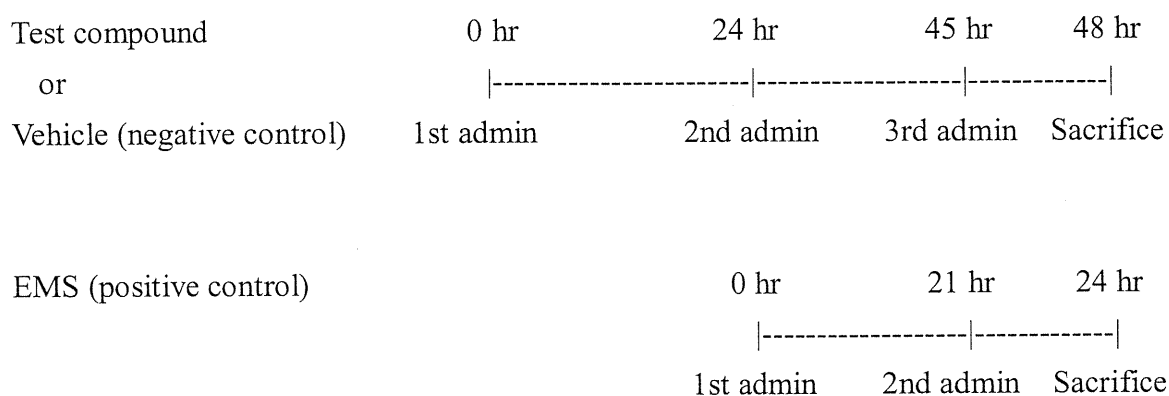 Test compound 0 hr 24 hr 45 hr 48 hr
or
Vehicle (negative control) 1st admin 2nd admin 3rd admin Sacrifice
EMS (positive control) 0 hr 21 hr 24 hr
1st admin 2nd admin Sacrifice